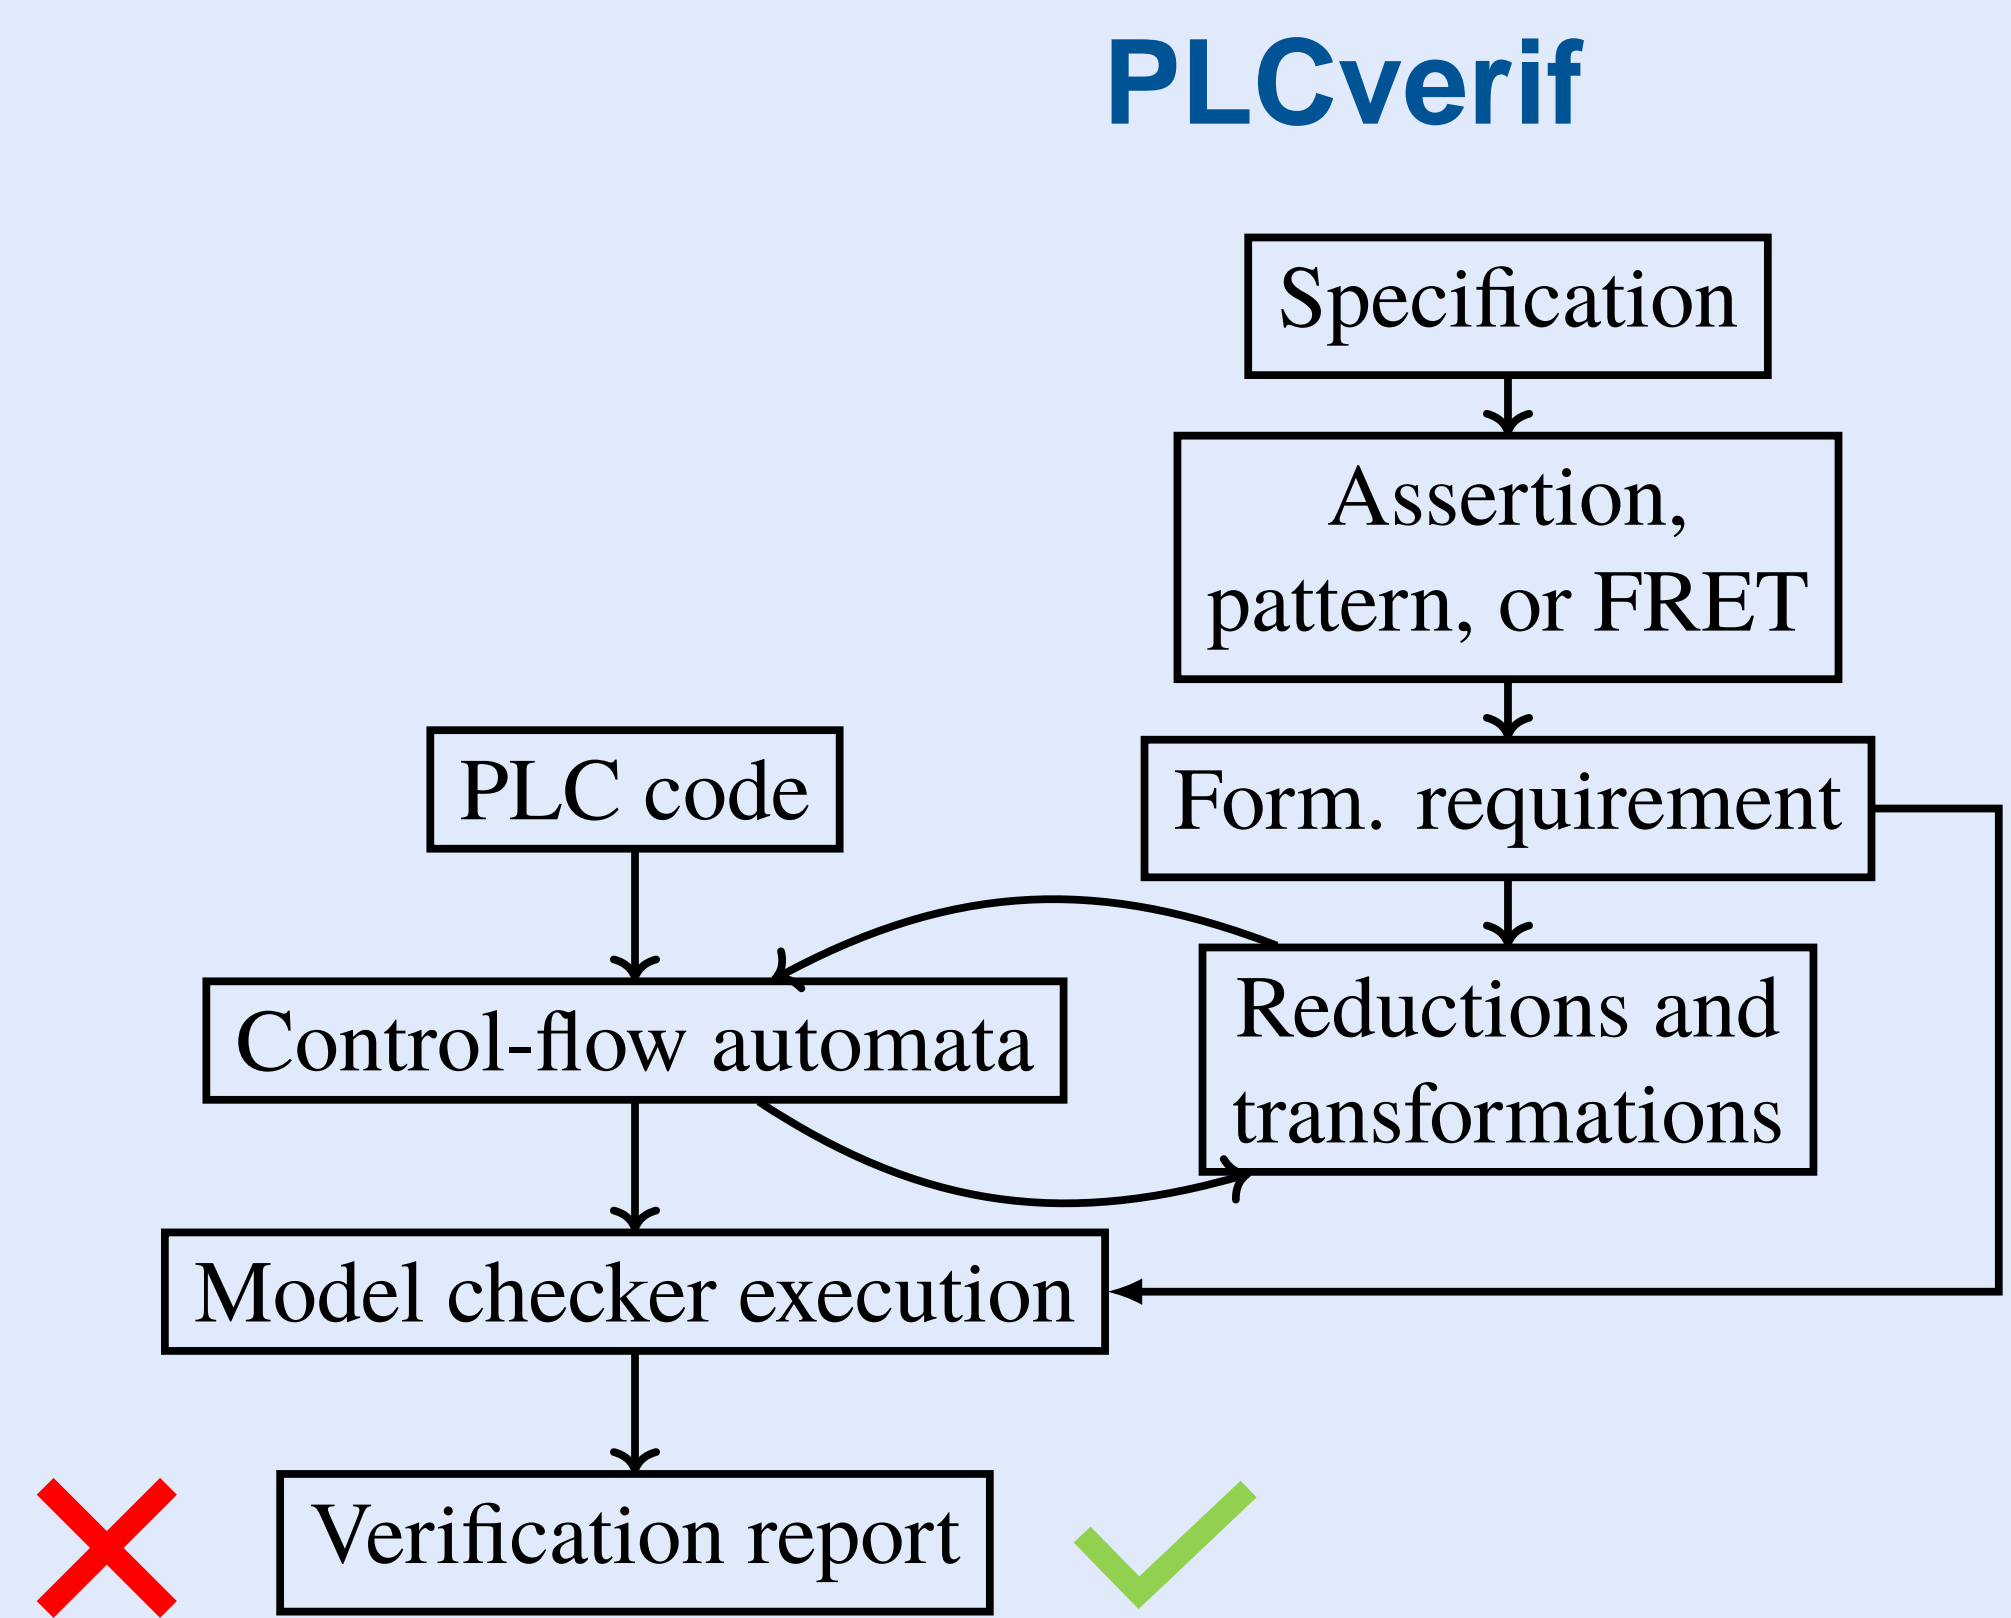 PLCverif
Specification
Assertion,
pattern, or FRET
PLC code
Form. requirement
Control-flow automata
Reductions and
transformations
Model checker execution
Verification report